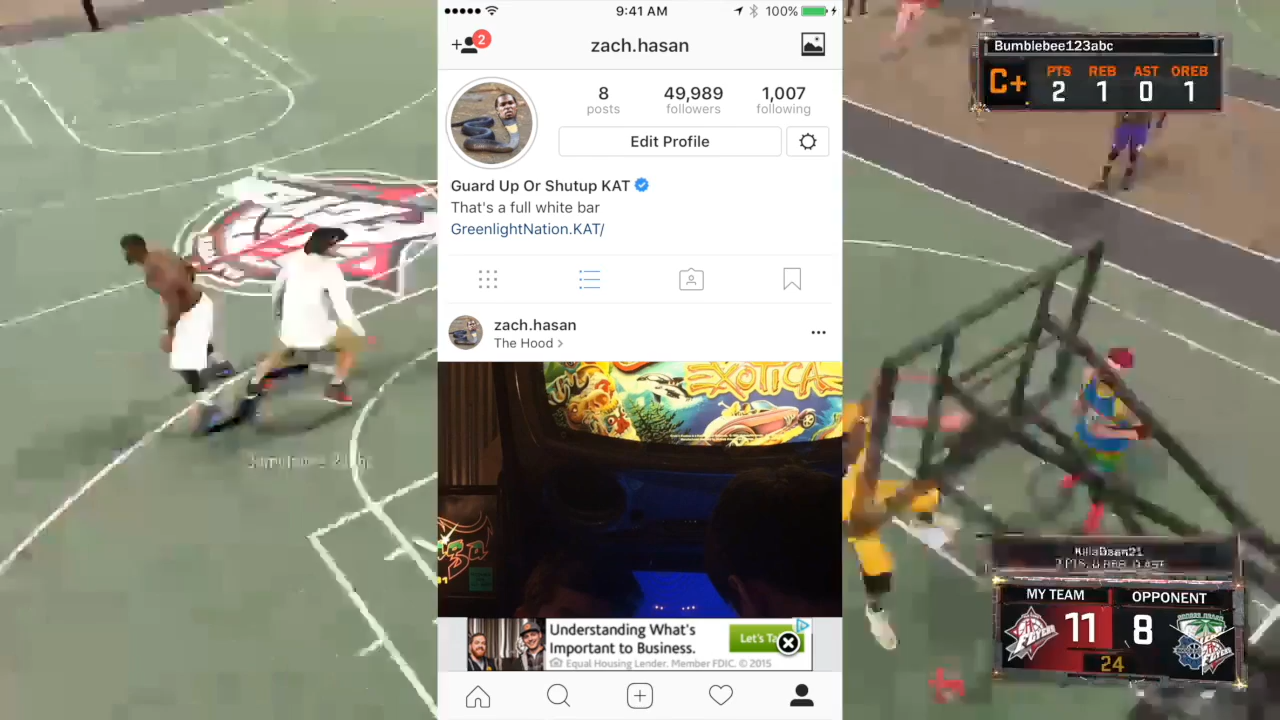 9:41 AM
100%
2
zach.hasan
8
posts
49,989
followers
1,007
following
Edit Profile
Guard Up Or Shutup KAT
That's a full white bar
GreenlightNation.KAT/
zach.hasan
The Hood >
EXOTICA
Understanding What's
Important to Business.
Equal Housing Lender. Member FDIC. © 2015
Bumblebee123abc
C+
PTS REB AST OREB
2 1 0 1
MY TEAM OPPONENT
11 8
24